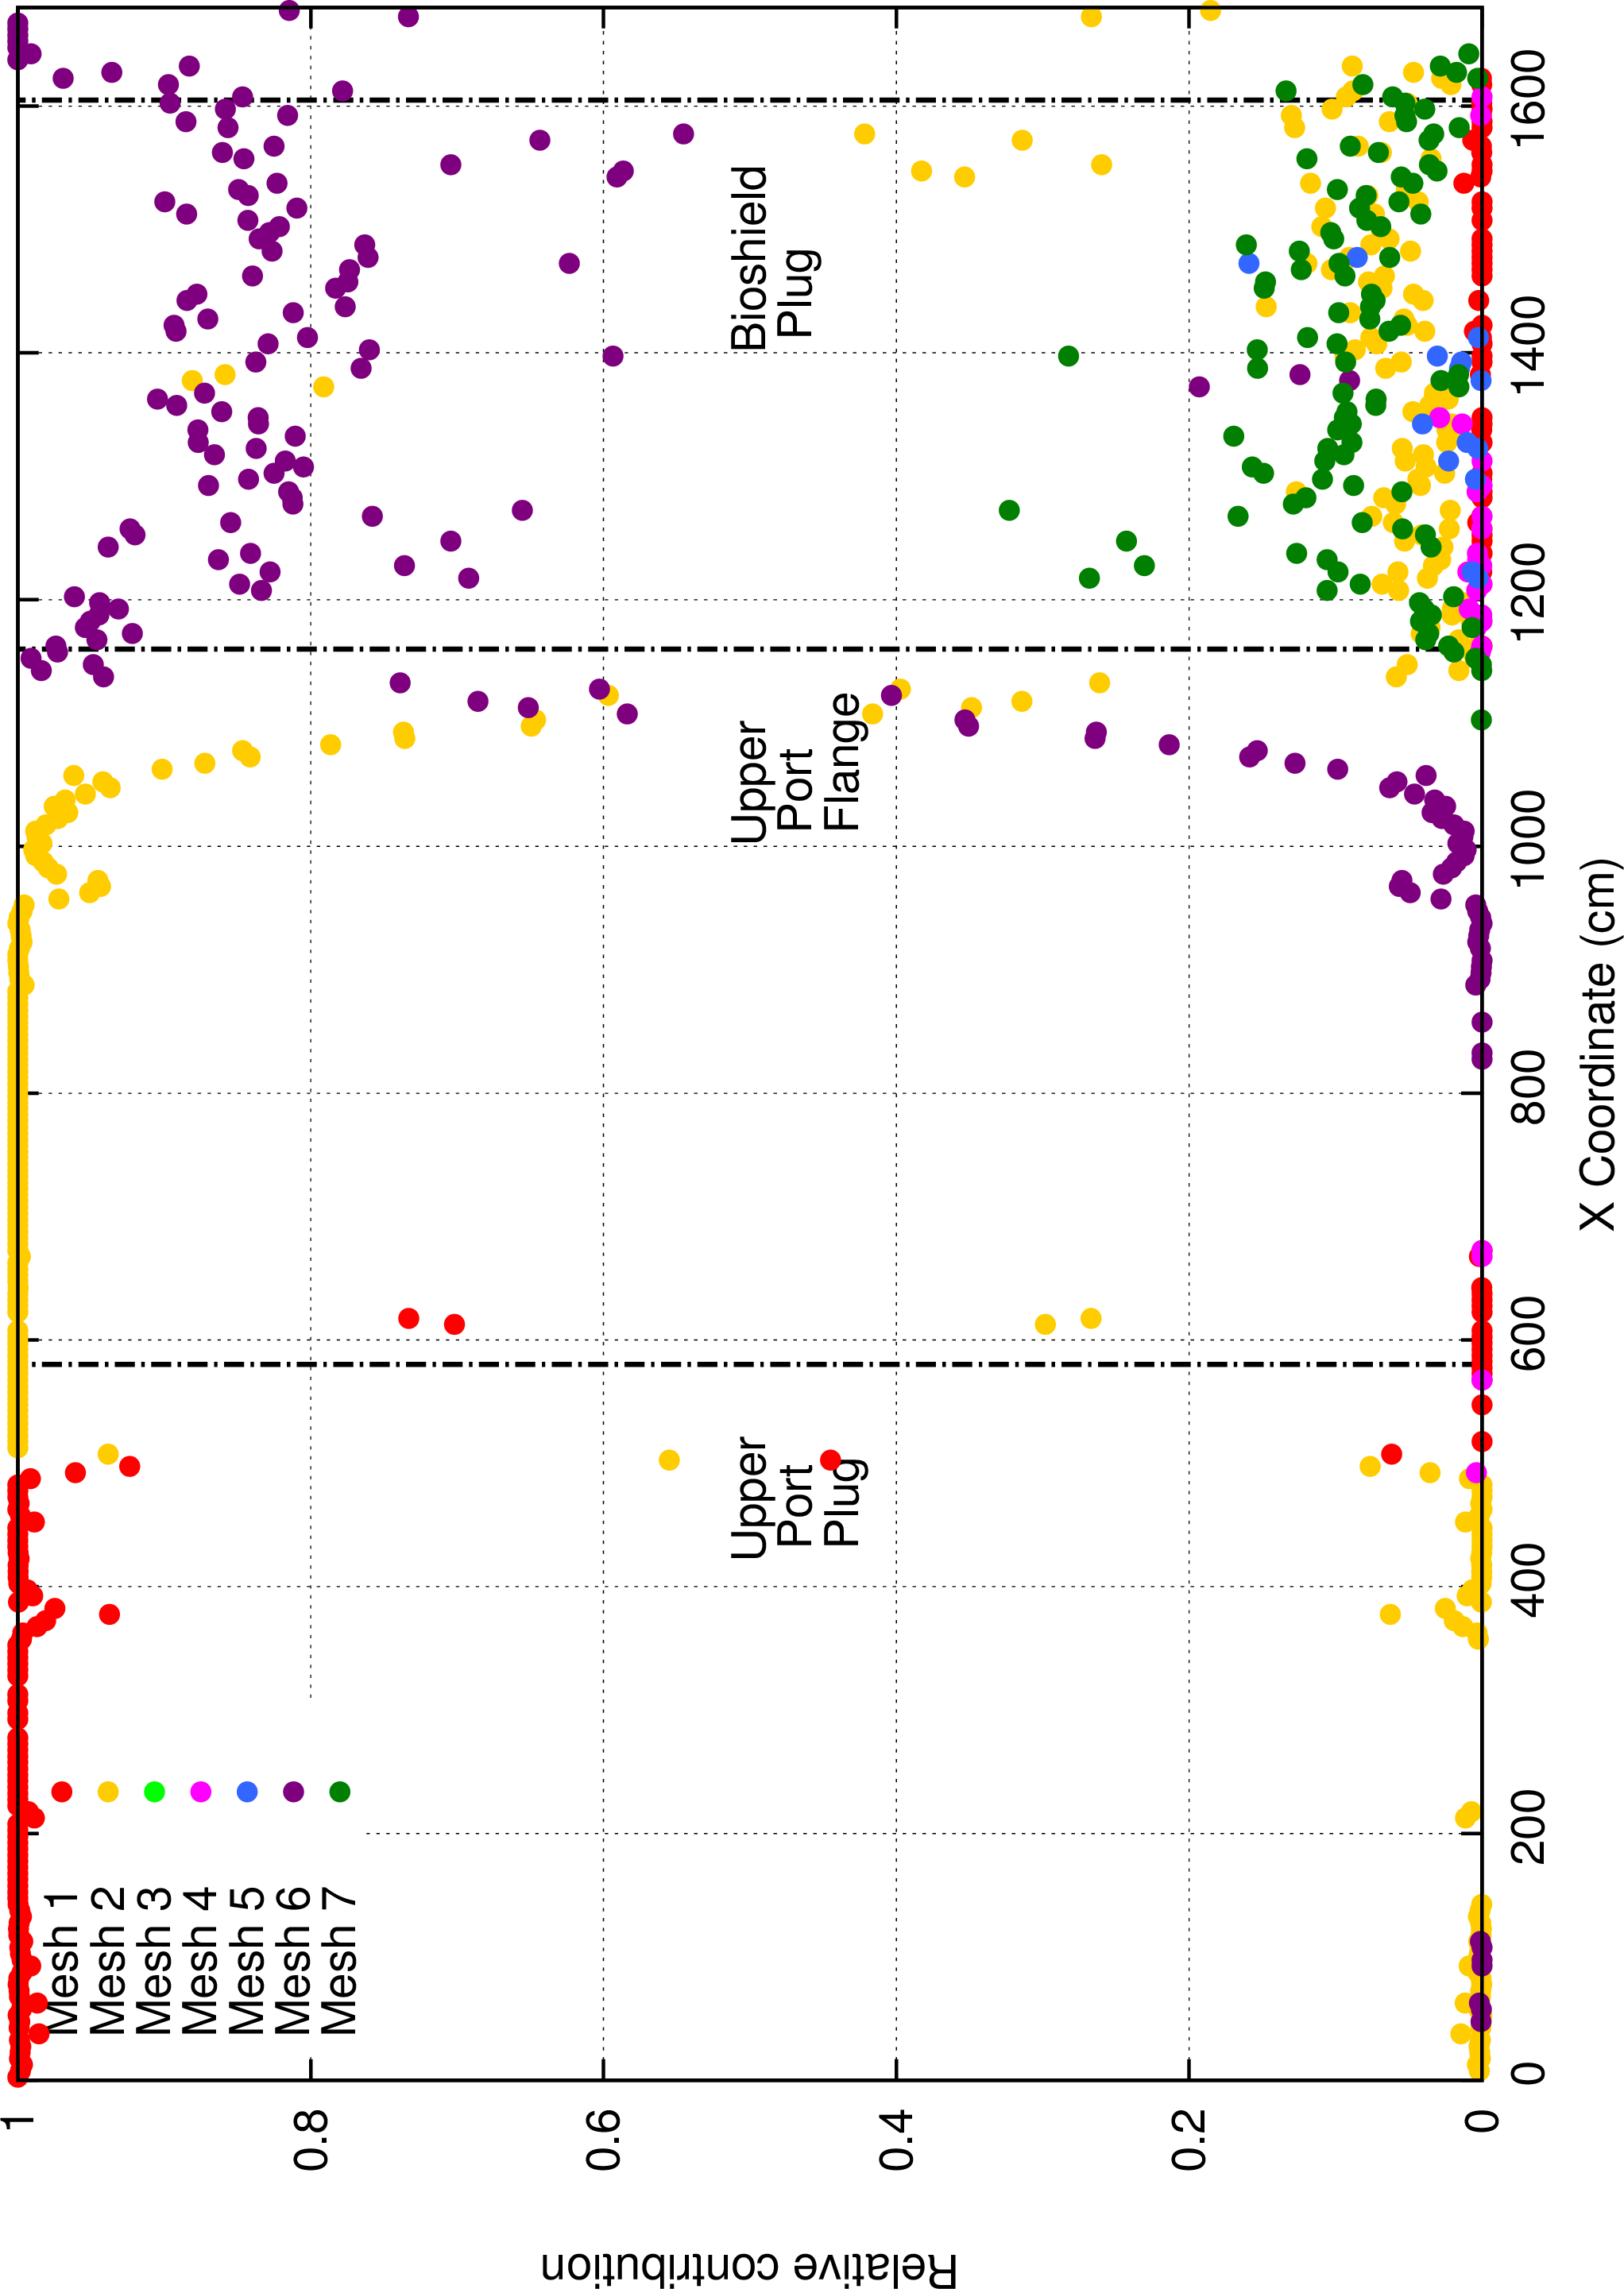 Relative contribution
1
0.8
0.6
0.4
0.2
0
0
200
400
600
800
1000
1200
1400
1600
X Coordinate (cm)
Mesh 1
Mesh 2
Mesh 3
Mesh 4
Mesh 5
Mesh 6
Mesh 7
Upper
Port
Plug
Upper
Port
Flange
Bioshield
Plug